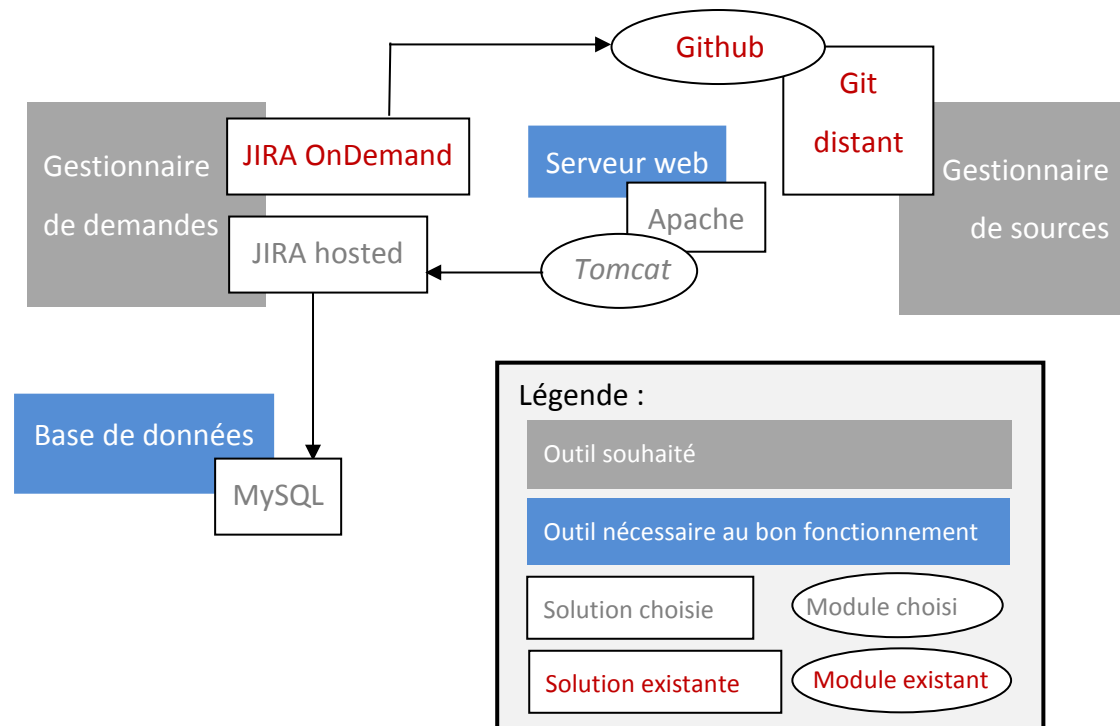 Github
Git
distant
JIRA OnDemand
Gestionnaire
de demandes
Serveur web
Gestionnaire
de sources
Apache
JIRA hosted
Tomcat
Base de données
MySQL
Légende :
Outil souhaité
Outil nécessaire au bon fonctionnement
Solution choisie
Module choisi
Solution existante
Module existant